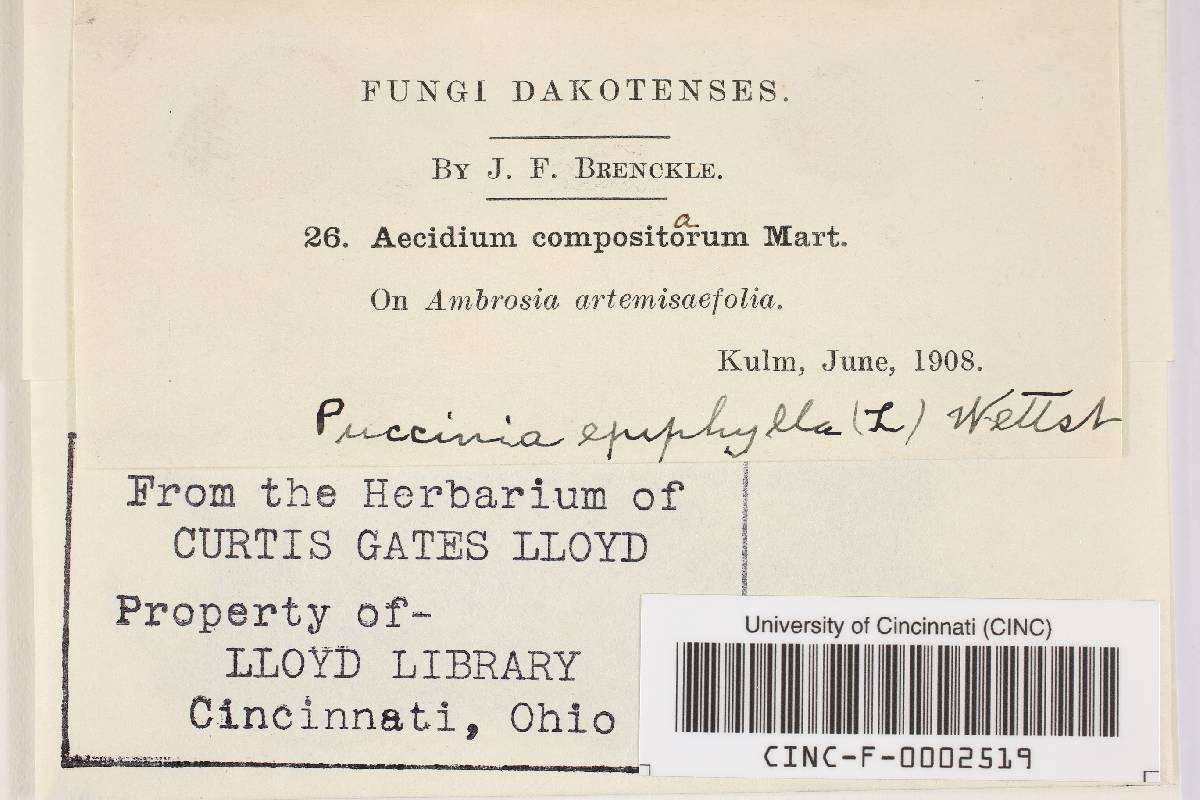 FUNGI DAKOTENSES.
BY J. F. BRENCKLE.
a
26. Aecidium compositorum Mart.
On Ambrosia artemisaefolia.
Kulm, June, 1908.
Puccinia epiphylla (L) Wettst
From the Herbarium of
CURTIS GATES LLOYD
Property of-
LLOYD LIBRARY
Cincinnati, Ohio
University of Cincinnati (CINC)
CINC-F-0002519